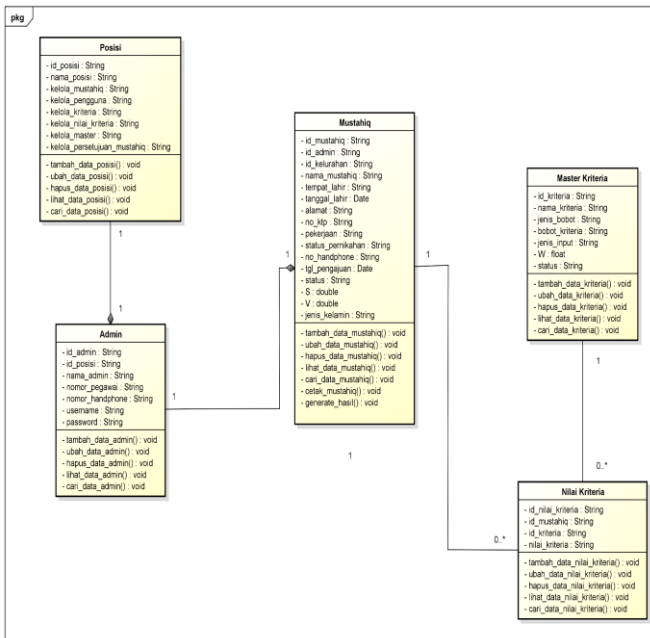 pkg
Posisi
- id_posisi : String
- nama_posisi : String
- kelola_mustahiq : String
- kelola_pengguna : String
- kelola_kriteria : String
- kelola_nilai_kriteria : String
- kelola_master : String
- kelola_persetujuan_mustahiq : String
- tambah_data_posisi() : void
- ubah_data_posisi() : void
- hapus_data_posisi() : void
- lihat_data_posisi() : void
- cari_data_posisi() : void
1
1
Admin
- id_admin : String
- id_posisi : String
- nama_admin : String
- nomor_pegawai : String
- nomor_handphone : String
- username : String
- password : String
- tambah_data_admin() : void
- ubah_data_admin() : void
- hapus_data_admin() : void
- lihat_data_admin() : void
- cari_data_admin() : void
1
1
Mustahiq
- id_mustahiq : String
- id_admin : String
- id_kelurahan : String
- nama_mustahiq : String
- tempat_lahir : String
- tanggal_lahir : Date
- alamat : String
- no_ktp : String
- pekerjaan : String
- status_pernikahan : String
- no_handphone : String
- tgl_pengajuan : Date
- status : String
- S : double
- V : double
- jenis_kelamin : String
- tambah_data_mustahiq() : void
- ubah_data_mustahiq() : void
- hapus_data_mustahiq() : void
- lihat_data_mustahiq() : void
- cari_data_mustahiq() : void
- cetak_mustahiq() : void
- generate_hasil() : void
1
1
0..*
Master Kriteria
- id_kriteria : String
- nama_kriteria : String
- jenis_bobot : String
- bobot_kriteria : String
- jenis_input : String
- W : float
- status : String
- tambah_data_kriteria() : void
- ubah_data_kriteria() : void
- hapus_data_kriteria() : void
- lihat_data_kriteria() : void
- cari_data_kriteria() : void
1
0..*
Nilai Kriteria
- id_nilai_kriteria : String
- id_mustahiq : String
- id_kriteria : String
- nilai_kriteria : String
- tambah_data_nilai_kriteria() : void
- ubah_data_nilai_kriteria() : void
- hapus_data_nilai_kriteria() : void
- lihat_data_nilai_kriteria() : void
- cari_data_nilai_kriteria() : void